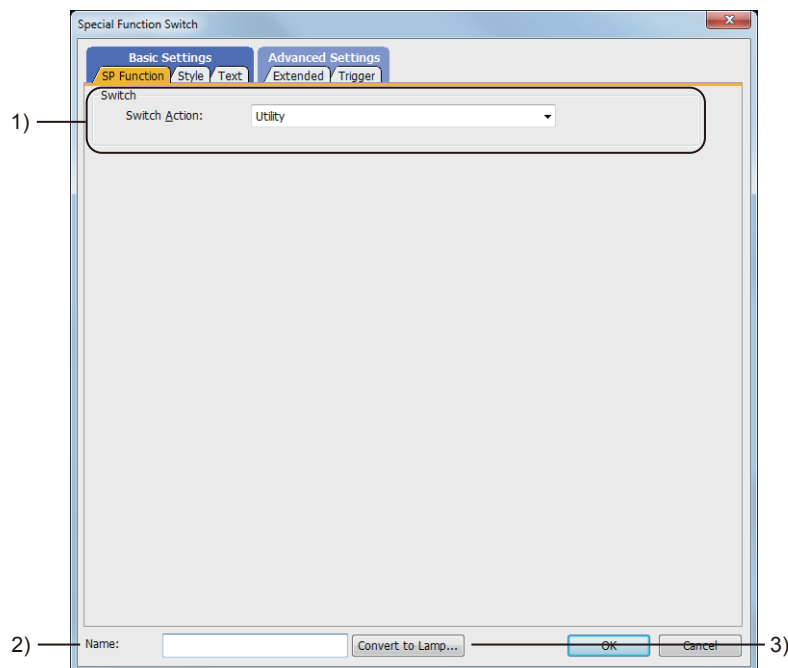 Special Function Switch
x
Basic Settings Advanced Settings
SP Function Style Text Extended Trigger
Switch
1)
Switch Action: Utility
2) Name: Convert to Lamp... OK Cancel 3)